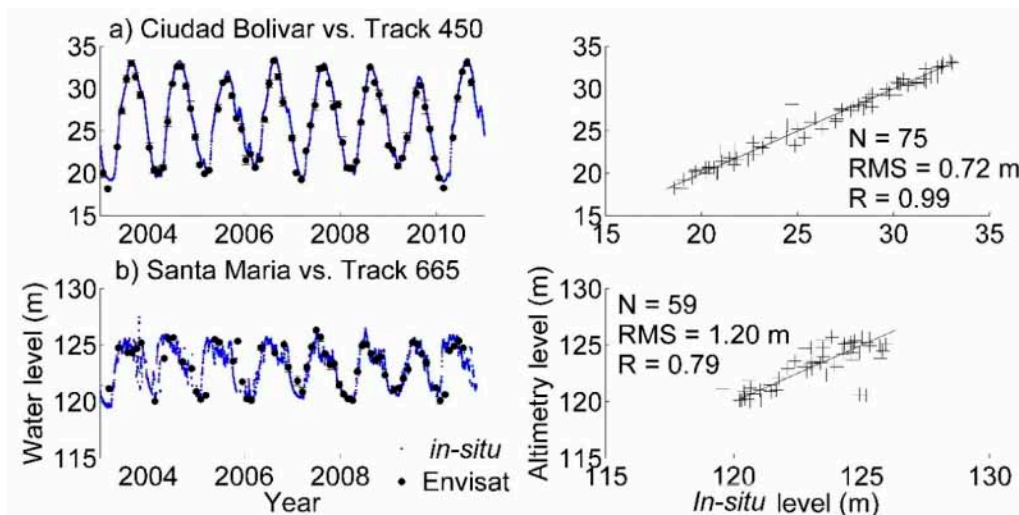 a) Ciudad Bolivar vs. Track 450
35
30
25
20
15
2004 2006 2008 2010
35
30
25
20
15
N = 75
RMS = 0.72 m
R = 0.99
15 20 25 30 35
b) Santa Maria vs. Track 665
Water level (m)
130
125
120
115
in-situ
Envisat
2004 2006 2008 2010
Year
Altimetry level (m)
130
125
120
115
N = 59
RMS = 1.20 m
R = 0.79
120 125 130
In-situ level (m)